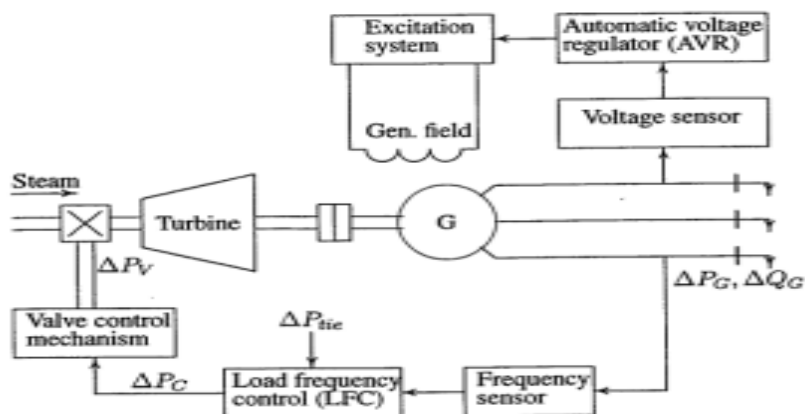 Excitation
system
Automatic voltage
regulator (AVR)
Gen. field
Voltage sensor
Steam
Turbine
G
ΔP_V
ΔP_G, ΔQ_G
Valve control
mechanism
ΔP_tie
ΔP_C
Load frequency
control (LFC)
Frequency
sensor